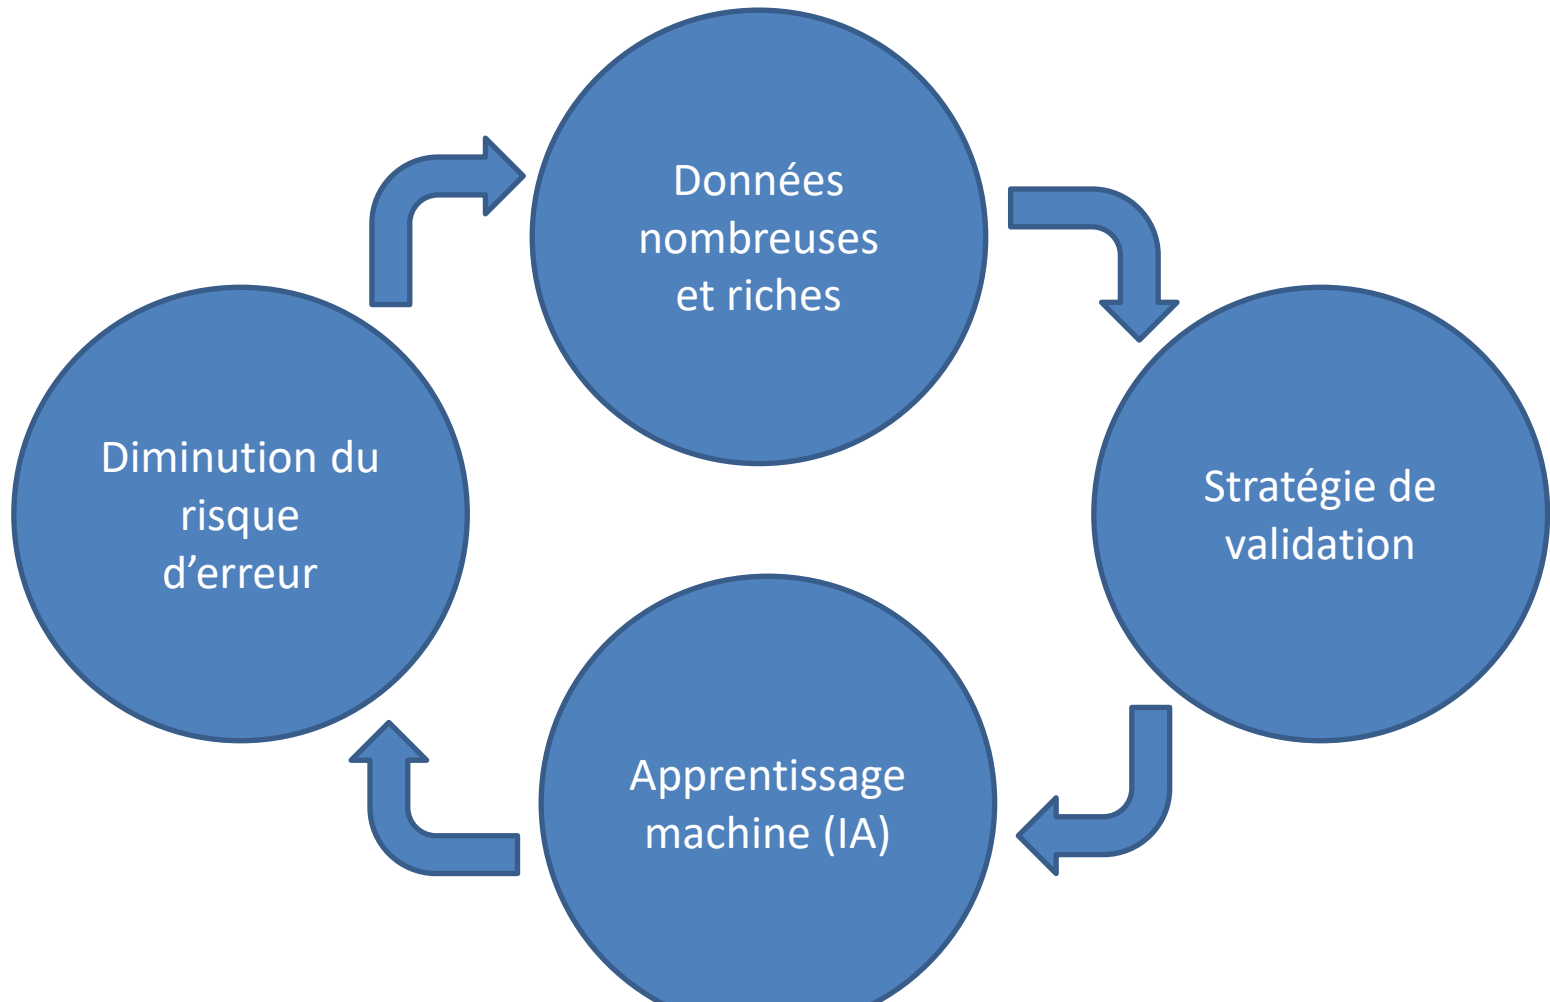 Données
nombreuses
et riches
Stratégie de
validation
Apprentissage
machine (IA)
Diminution du
risque
d’erreur